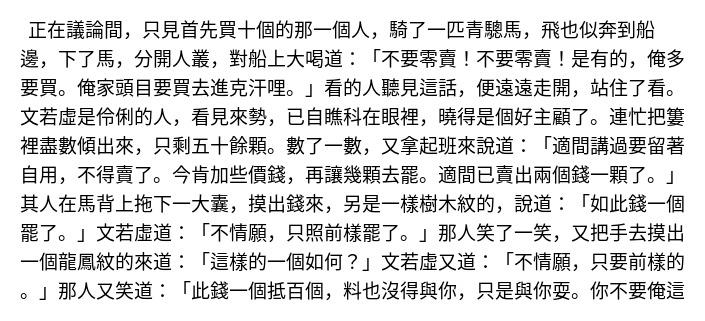 正在議論間，只見首先買十個的那一個人，騎了一匹青驄馬，飛也似奔到船
邊，下了馬，分開人叢，對船上大喝道：「不要零賣！不要零賣！是有的，俺多
要買。俺家頭目要買去進克汗哩。」看的人聽見這話，便遠遠走開，站住了看。
文若虛是伶俐的人，看見來勢，已自瞧科在眼裡，曉得是個好主顧了。連忙把簍
裡盡數傾出來，只剩五十餘顆。數了一數，又拿起班來說道：「適間講過要留著
自用，不得賣了。今肯加些價錢，再讓幾顆去罷。適間已賣出兩個錢一顆了。」
其人在馬背上拖下一大囊，摸出錢來，另是一樣樹木紋的，說道：「如此錢一個
罷了。」文若虛道：「不情願，只照前樣罷了。」那人笑了一笑，又把手去摸出
一個龍鳳紋的來道：「這樣的一個如何？」文若虛又道：「不情願，只要前樣的
。」那人又笑道：「此錢一個抵百個，料也沒得與你，只是與你耍。你不要俺這